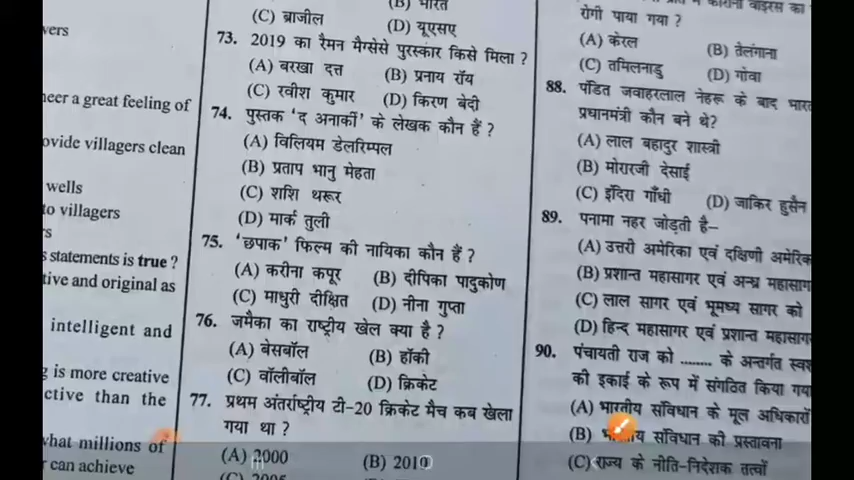 vers
neer a great feeling of
ovide villagers clean
wells
to villagers
rs
statements is true ?
tive and original as
intelligent and
g is more creative
ctive than the
what millions of
r can achieve
(B) भारत
(C) ब्राजील (D) यूएसए
73. 2019 का रैमन मैग्सेसे पुरस्कार किसे मिला ?
(A) बरखा दत्त (B) प्रनाय रॉय
(C) रवीश कुमार (D) किरण बेदी
74. पुस्तक ‘द अनार्की’ के लेखक कौन हैं ?
(A) विलियम डेलरिम्पल
(B) प्रताप भानु मेहता
(C) शशि थरूर
(D) मार्क तुली
75. ‘छपाक’ फिल्म की नायिका कौन हैं ?
(A) करीना कपूर (B) दीपिका पादुकोण
(C) माधुरी दीक्षित (D) नीना गुप्ता
76. जमैका का राष्ट्रीय खेल क्या है ?
(A) बेसबॉल (B) हॉकी
(C) वॉलीबॉल (D) क्रिकेट
77. प्रथम अंतर्राष्ट्रीय टी-20 क्रिकेट मैच कब खेला
गया था ?
(A) 2000 (B) 2010
(C) 2005
में कोरोना वाइरस का
रोगी पाया गया ?
(A) केरल (B) तेलंगाना
(C) तमिलनाडु (D) गोवा
88. पंडित जवाहरलाल नेहरू के बाद भारत
प्रधानमंत्री कौन बने थे?
(A) लाल बहादुर शास्त्री
(B) मोरारजी देसाई
(C) इंदिरा गाँधी (D) जाकिर हुसैन
89. पनामा नहर जोड़ती है–
(A) उत्तरी अमेरिका एवं दक्षिणी अमेरिक
(B) प्रशान्त महासागर एवं अन्ध्र महासाग
(C) लाल सागर एवं भूमध्य सागर को
(D) हिन्द महासागर एवं प्रशान्त महासाग
90. पंचायती राज को ........ के अन्तर्गत स्वश
की इकाई के रूप में संगठित किया गया
(A) भारतीय संविधान के मूल अधिकारों
(B) संविधान की प्रस्तावना
(C) राज्य के नीति-निदेशक तत्वों